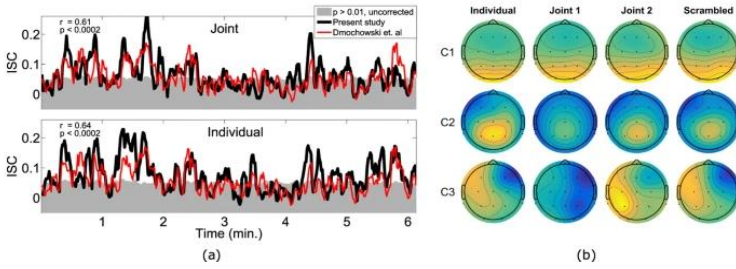 (a)
r = 0.61
p < 0.0002
Joint
p > 0.01, uncorrected
Present study
Dmochowski et. al
ISC
0.2
0.1
0
r = 0.64
p < 0.0002
Individual
ISC
0.2
0.1
0
1 2 3 4 5 6
Time (min.)
(a)
Individual Joint 1 Joint 2 Scrambled
C1
C2
C3
(b)